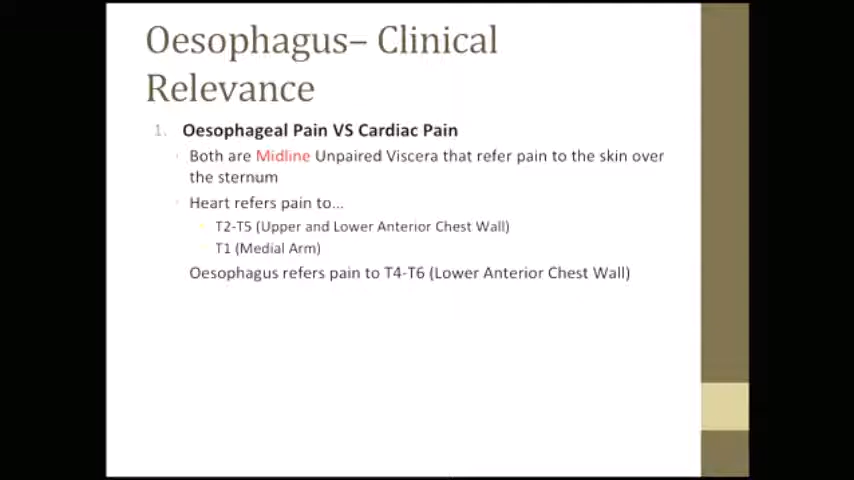 Oesophagus– Clinical
Relevance
1. Oesophageal Pain VS Cardiac Pain
Both are Midline Unpaired Viscera that refer pain to the skin over
the sternum
Heart refers pain to...
T2-T5 (Upper and Lower Anterior Chest Wall)
T1 (Medial Arm)
Oesophagus refers pain to T4-T6 (Lower Anterior Chest Wall)